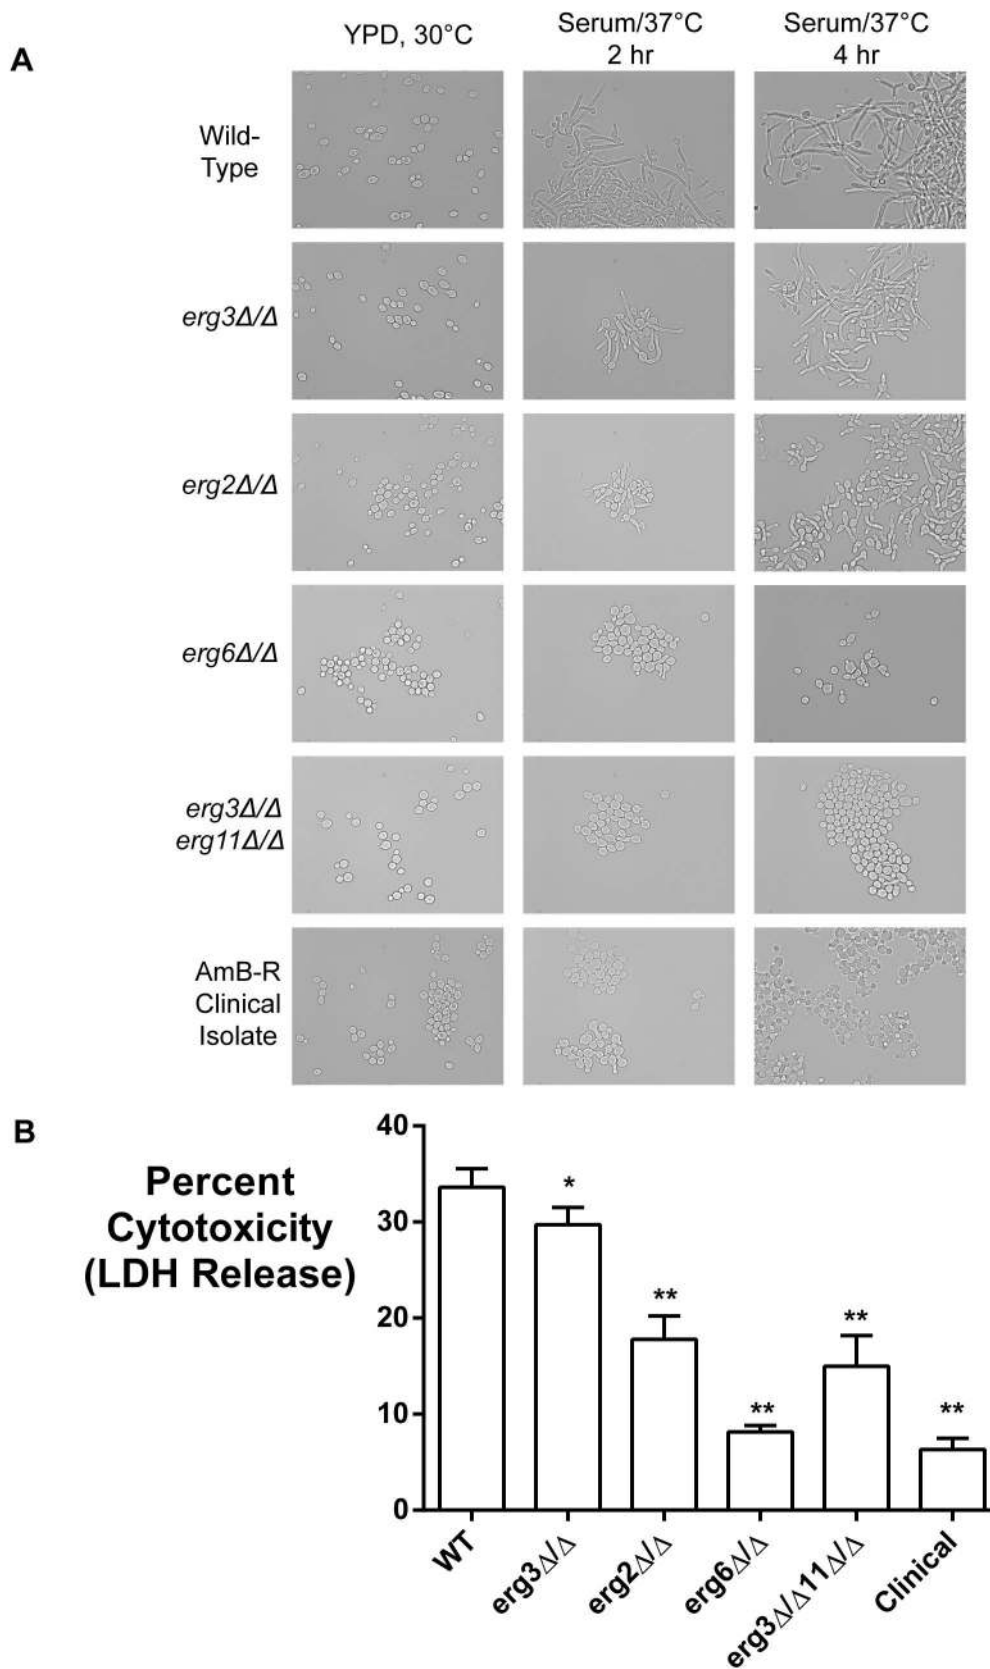 A
YPD, 30°C
Serum/37°C
2 hr
Serum/37°C
4 hr
Wild-
Type
erg3Δ/Δ
erg2Δ/Δ
erg6Δ/Δ
erg3Δ/Δ
erg11Δ/Δ
AmB-R
Clinical
Isolate
B
Percent
Cytotoxicity
(LDH Release)
40
30
20
10
0
*
**
**
**
**
WT
erg3Δ/Δ
erg2Δ/Δ
erg6Δ/Δ
erg3Δ/Δ11Δ/Δ
Clinical